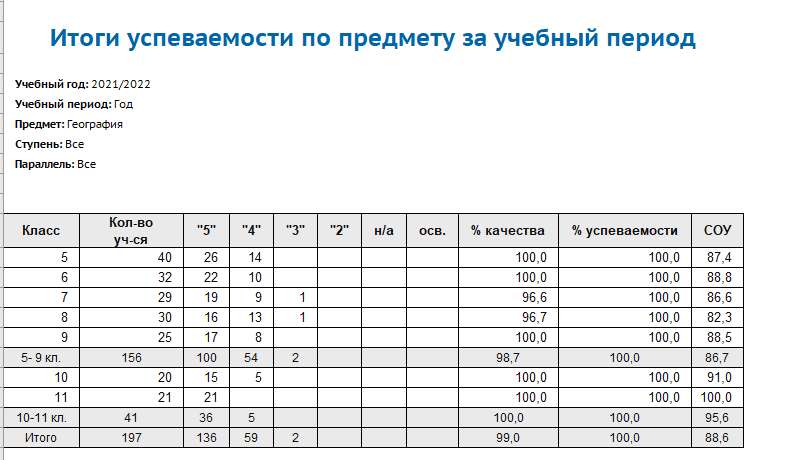 Итоги успеваемости по предмету за учебный период
Учебный год: 2021/2022
Учебный период: Год
Предмет: География
Ступень: Все
Параллель: Все
Класс Кол-во уч-ся "5" "4" "3" "2" н/а осв. % качества % успеваемости СОУ
5 40 26 14 100,0 100,0 87,4
6 32 22 10 100,0 100,0 88,8
7 29 19 9 1 96,6 100,0 86,6
8 30 16 13 1 96,7 100,0 82,3
9 25 17 8 100,0 100,0 88,5
5- 9 кл. 156 100 54 2 98,7 100,0 86,7
10 20 15 5 100,0 100,0 91,0
11 21 21 100,0 100,0 100,0
10-11 кл. 41 36 5 100,0 100,0 95,6
Итого 197 136 59 2 99,0 100,0 88,6